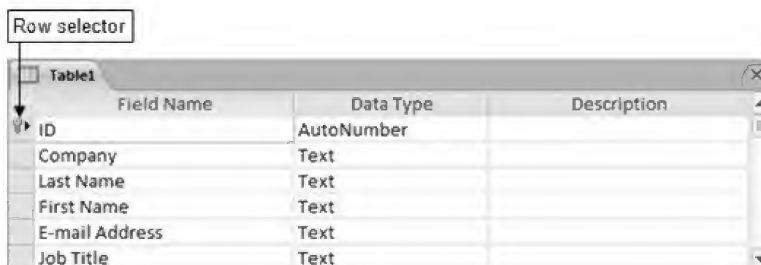 Row selector
Table1
Field Name Data Type Description
ID AutoNumber
Company Text
Last Name Text
First Name Text
E-mail Address Text
Job Title Text